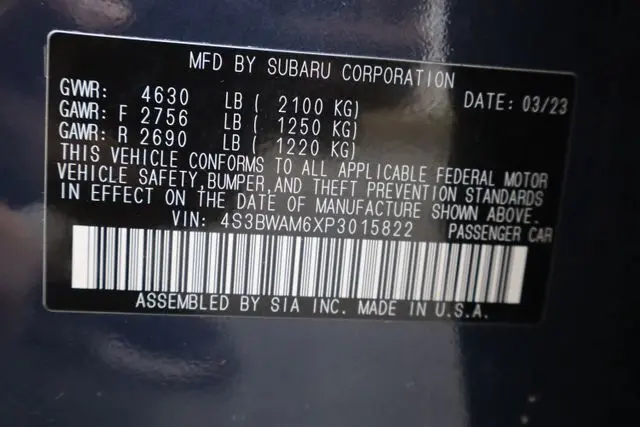 MFD BY SUBARU CORPORATION
GVWR: 4630 LB ( 2100 KG) DATE: 03/23
GAWR: F 2756 LB ( 1250 KG)
GAWR: R 2690 LB ( 1220 KG)
THIS VEHICLE CONFORMS TO ALL APPLICABLE FEDERAL MOTOR
VEHICLE SAFETY,BUMPER,AND THEFT PREVENTION STANDARDS
IN EFFECT ON THE DATE OF MANUFACTURE SHOWN ABOVE.
VIN: 4S3BWAM6XP3015822 PASSENGER CAR
ASSEMBLED BY SIA INC. MADE IN U.S.A.